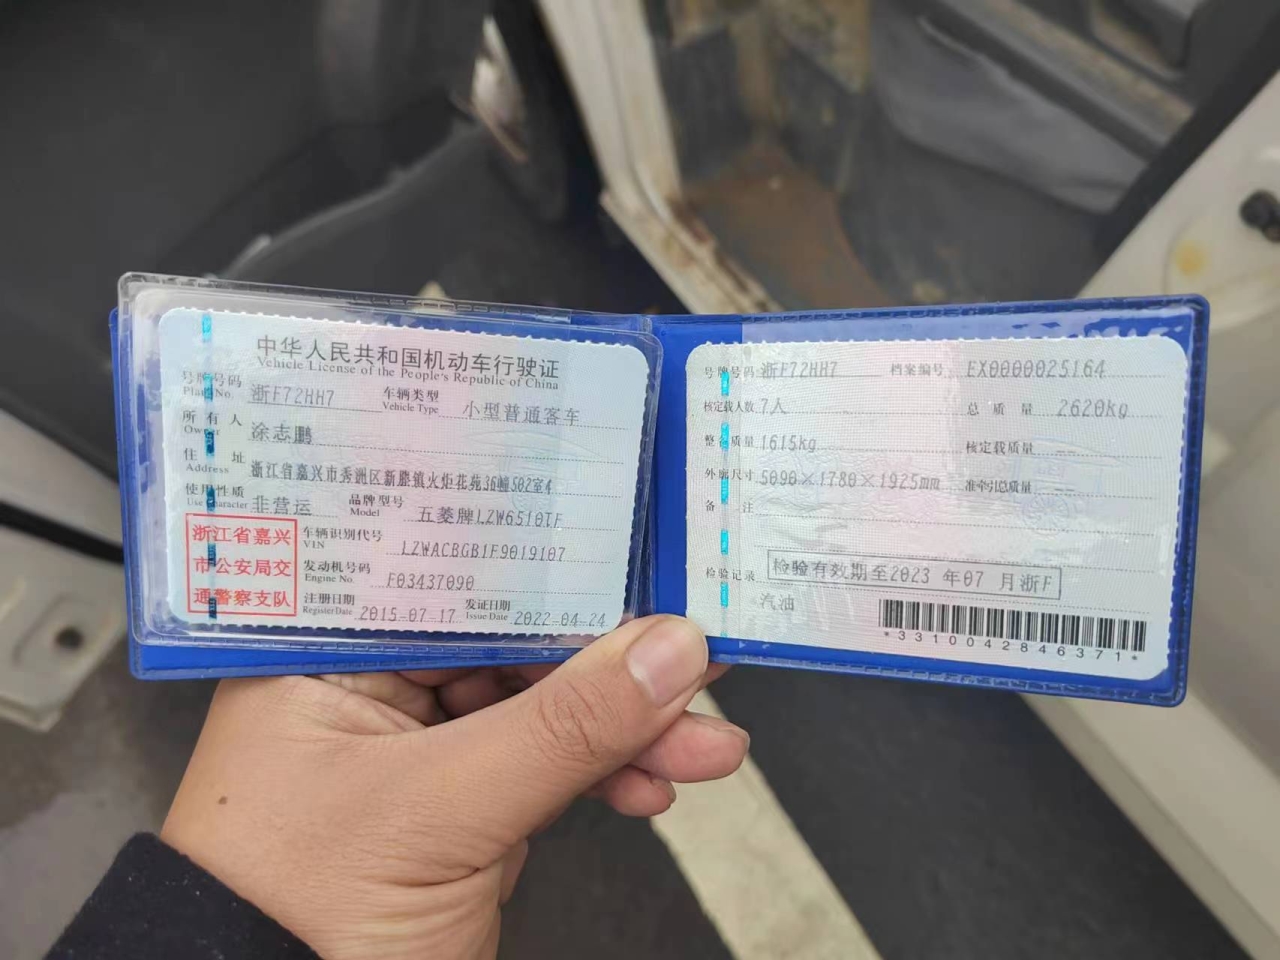 中华人民共和国机动车行驶证
Vehicle License of the People's Republic of China
号牌号码 Plate No. 浙F72HH7 车辆类型 Vehicle Type 小型普通客车
所有人 Owner 涂志鹏
住址 Address 浙江省嘉兴市秀洲区新塍镇火炬花苑36幢502室4
使用性质 Use Character 非营运 品牌型号 Model 五菱牌LZW6510TF
浙江省嘉兴
市公安局交
通警察支队
车辆识别代号 VIN LZWACBGB1F9019107
发动机号码 Engine No. F03437090
注册日期 Register Date 2015-07-17 发证日期 Issue Date 2022-04-24
号牌号码 浙F72HH7 档案编号 EX0000025164
核定载人数 7人 总质量 2620kg
整备质量 1615kg 核定载质量 --
外廓尺寸 5090×1780×1925mm 准牵引总质量 --
备注
检验记录 检验有效期至2023 年07 月浙F
汽油
*3310042846371*